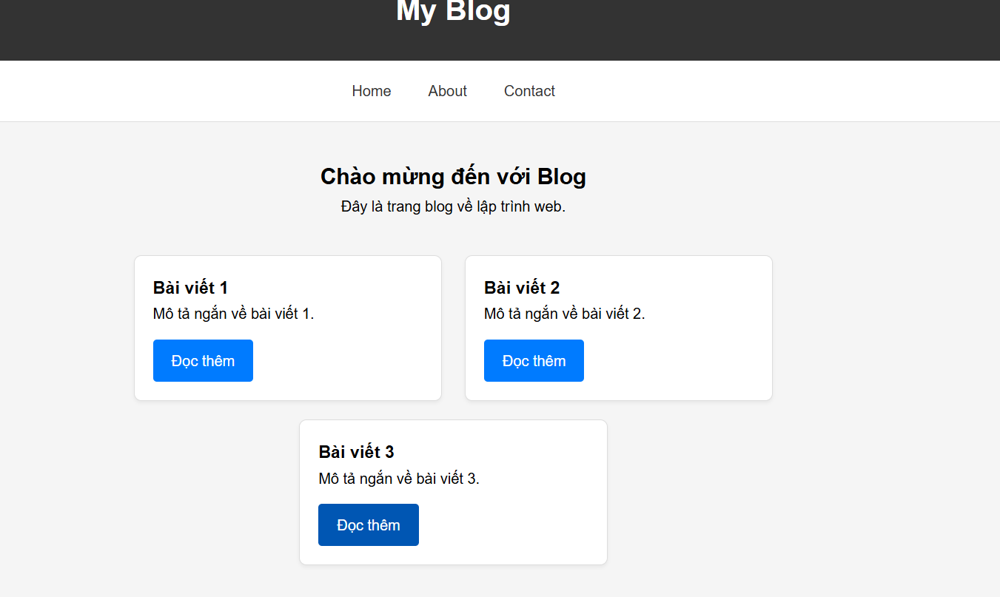 My Blog
Home About Contact
Chào mừng đến với Blog
Đây là trang blog về lập trình web.
Bài viết 1
Mô tả ngắn về bài viết 1.
Đọc thêm
Bài viết 2
Mô tả ngắn về bài viết 2.
Đọc thêm
Bài viết 3
Mô tả ngắn về bài viết 3.
Đọc thêm